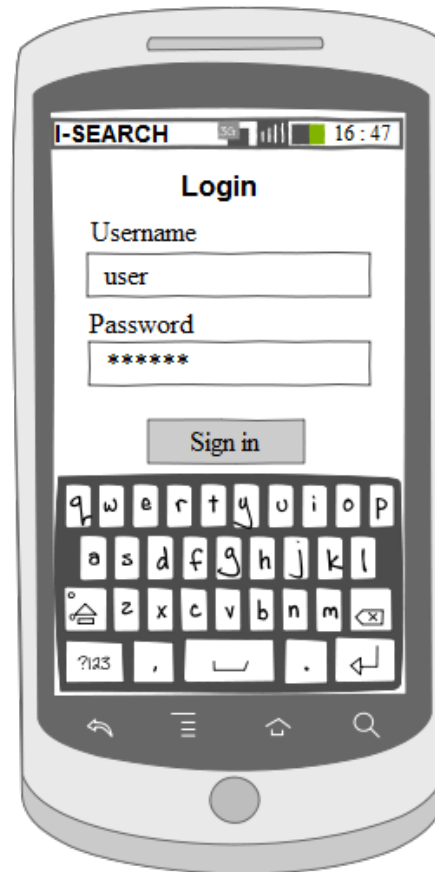 I-SEARCH 3G 16 : 47
Login
Username
user
Password
******
Sign in
q w e r t y u i o p
a s d f g h j k l
z x c v b n m
?123 , .